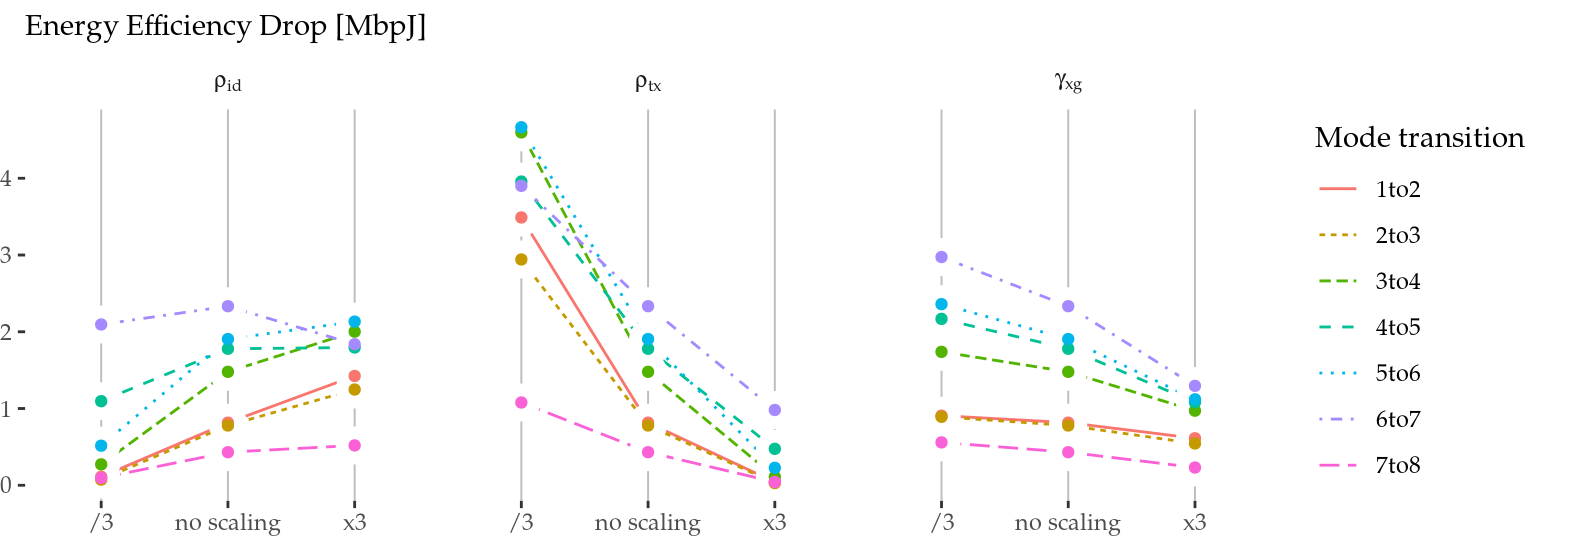 Energy Efficiency Drop [MbpJ]
ρid
ρtx
γxg
Mode transition
1to2
2to3
3to4
4to5
5to6
6to7
7to8
4
3
2
1
0
/3 no scaling x3
/3 no scaling x3
/3 no scaling x3